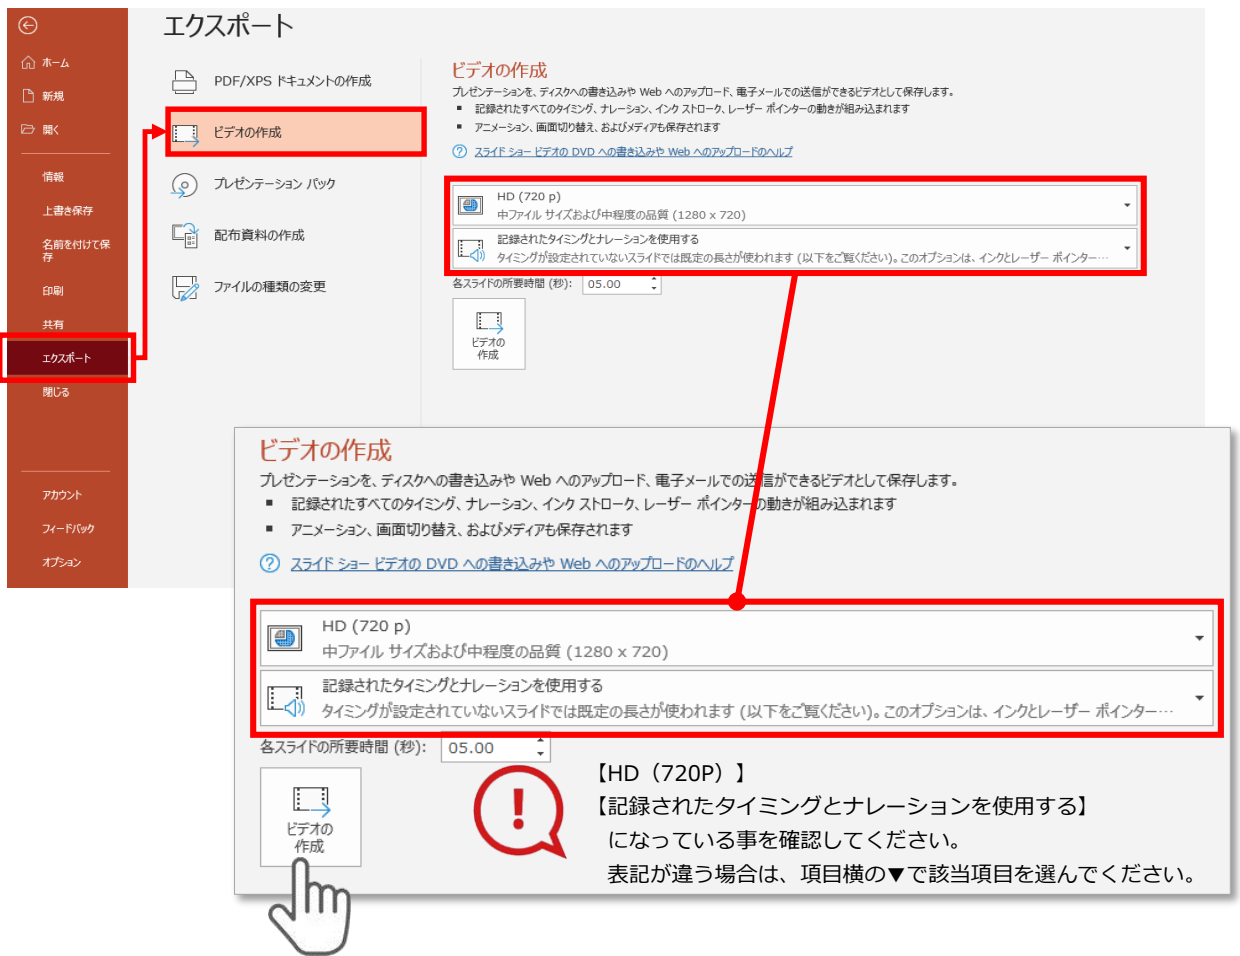 エクスポート
ホーム
新規
開く
情報
上書き保存
名前を付けて保
存
印刷
共有
エクスポート
閉じる
アカウント
フィードバック
オプション
PDF/XPS ドキュメントの作成
ビデオの作成
プレゼンテーション パック
配布資料の作成
ファイルの種類の変更
ビデオの作成
プレゼンテーションを、ディスクへの書き込みや Web へのアップロード、電子メールでの送信ができるビデオとして保存します。
▪ 記録されたすべてのタイミング、ナレーション、インク ストローク、レーザー ポインターの動きが組み込まれます
▪ アニメーション、画面切り替え、およびメディアも保存されます
? スライド ショー ビデオの DVD への書き込みや Web へのアップロードのヘルプ
HD (720 p)
中ファイル サイズおよび中程度の品質 (1280 x 720)
記録されたタイミングとナレーションを使用する
タイミングが設定されていないスライドでは既定の長さが使われます (以下をご覧ください)。このオプションは、インクとレーザー ポインター…
各スライドの所要時間 (秒): 05.00
ビデオの
作成
ビデオの作成
プレゼンテーションを、ディスクへの書き込みや Web へのアップロード、電子メールでの送信ができるビデオとして保存します。
▪ 記録されたすべてのタイミング、ナレーション、インク ストローク、レーザー ポインターの動きが組み込まれます
▪ アニメーション、画面切り替え、およびメディアも保存されます
? スライド ショー ビデオの DVD への書き込みや Web へのアップロードのヘルプ
HD (720 p)
中ファイル サイズおよび中程度の品質 (1280 x 720)
記録されたタイミングとナレーションを使用する
タイミングが設定されていないスライドでは既定の長さが使われます (以下をご覧ください)。このオプションは、インクとレーザー ポインター…
各スライドの所要時間 (秒): 05.00
ビデオの
作成
!
【HD（720P）】
【記録されたタイミングとナレーションを使用する】
になっている事を確認してください。
表記が違う場合は、項目横の▼で該当項目を選んでください。